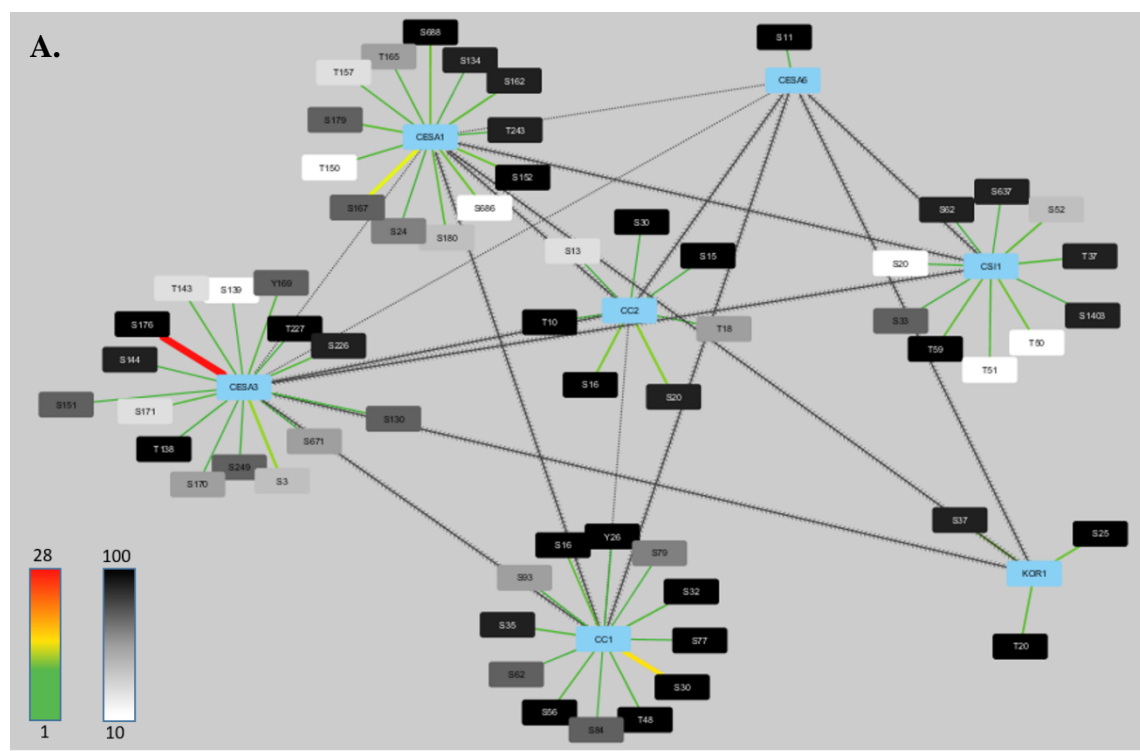 A.
S688
S11
T165
S134
T157
S162
CESA6
S179
CESA1
T243
T150
S152
S167
S686
S637
S24
S180
S62
S52
S30
S13
S15
T37
S20
CSI1
T143
S139
Y169
CC2
S176
T227
T10
T18
S33
S1403
S226
T59
T50
S144
T51
CESA3
S16
S20
S151
S171
S130
T138
S671
S249
S170
S3
S37
S25
Y26
28
100
S16
S79
S93
KOR1
S32
S35
CC1
S77
T20
S62
S30
S56
T48
S84
1
10